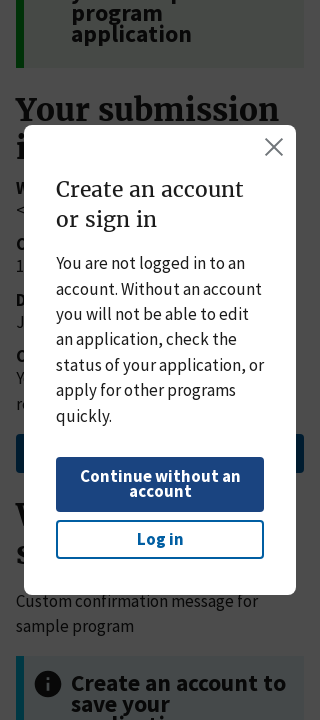 program
application
Your submission
Create an account
or sign in
You are not logged in to an
account. Without an account
you will not be able to edit
an application, check the
status of your application, or
apply for other programs
quickly.
Continue without an
account
Log in
Custom confirmation message for
sample program
Create an account to
save your